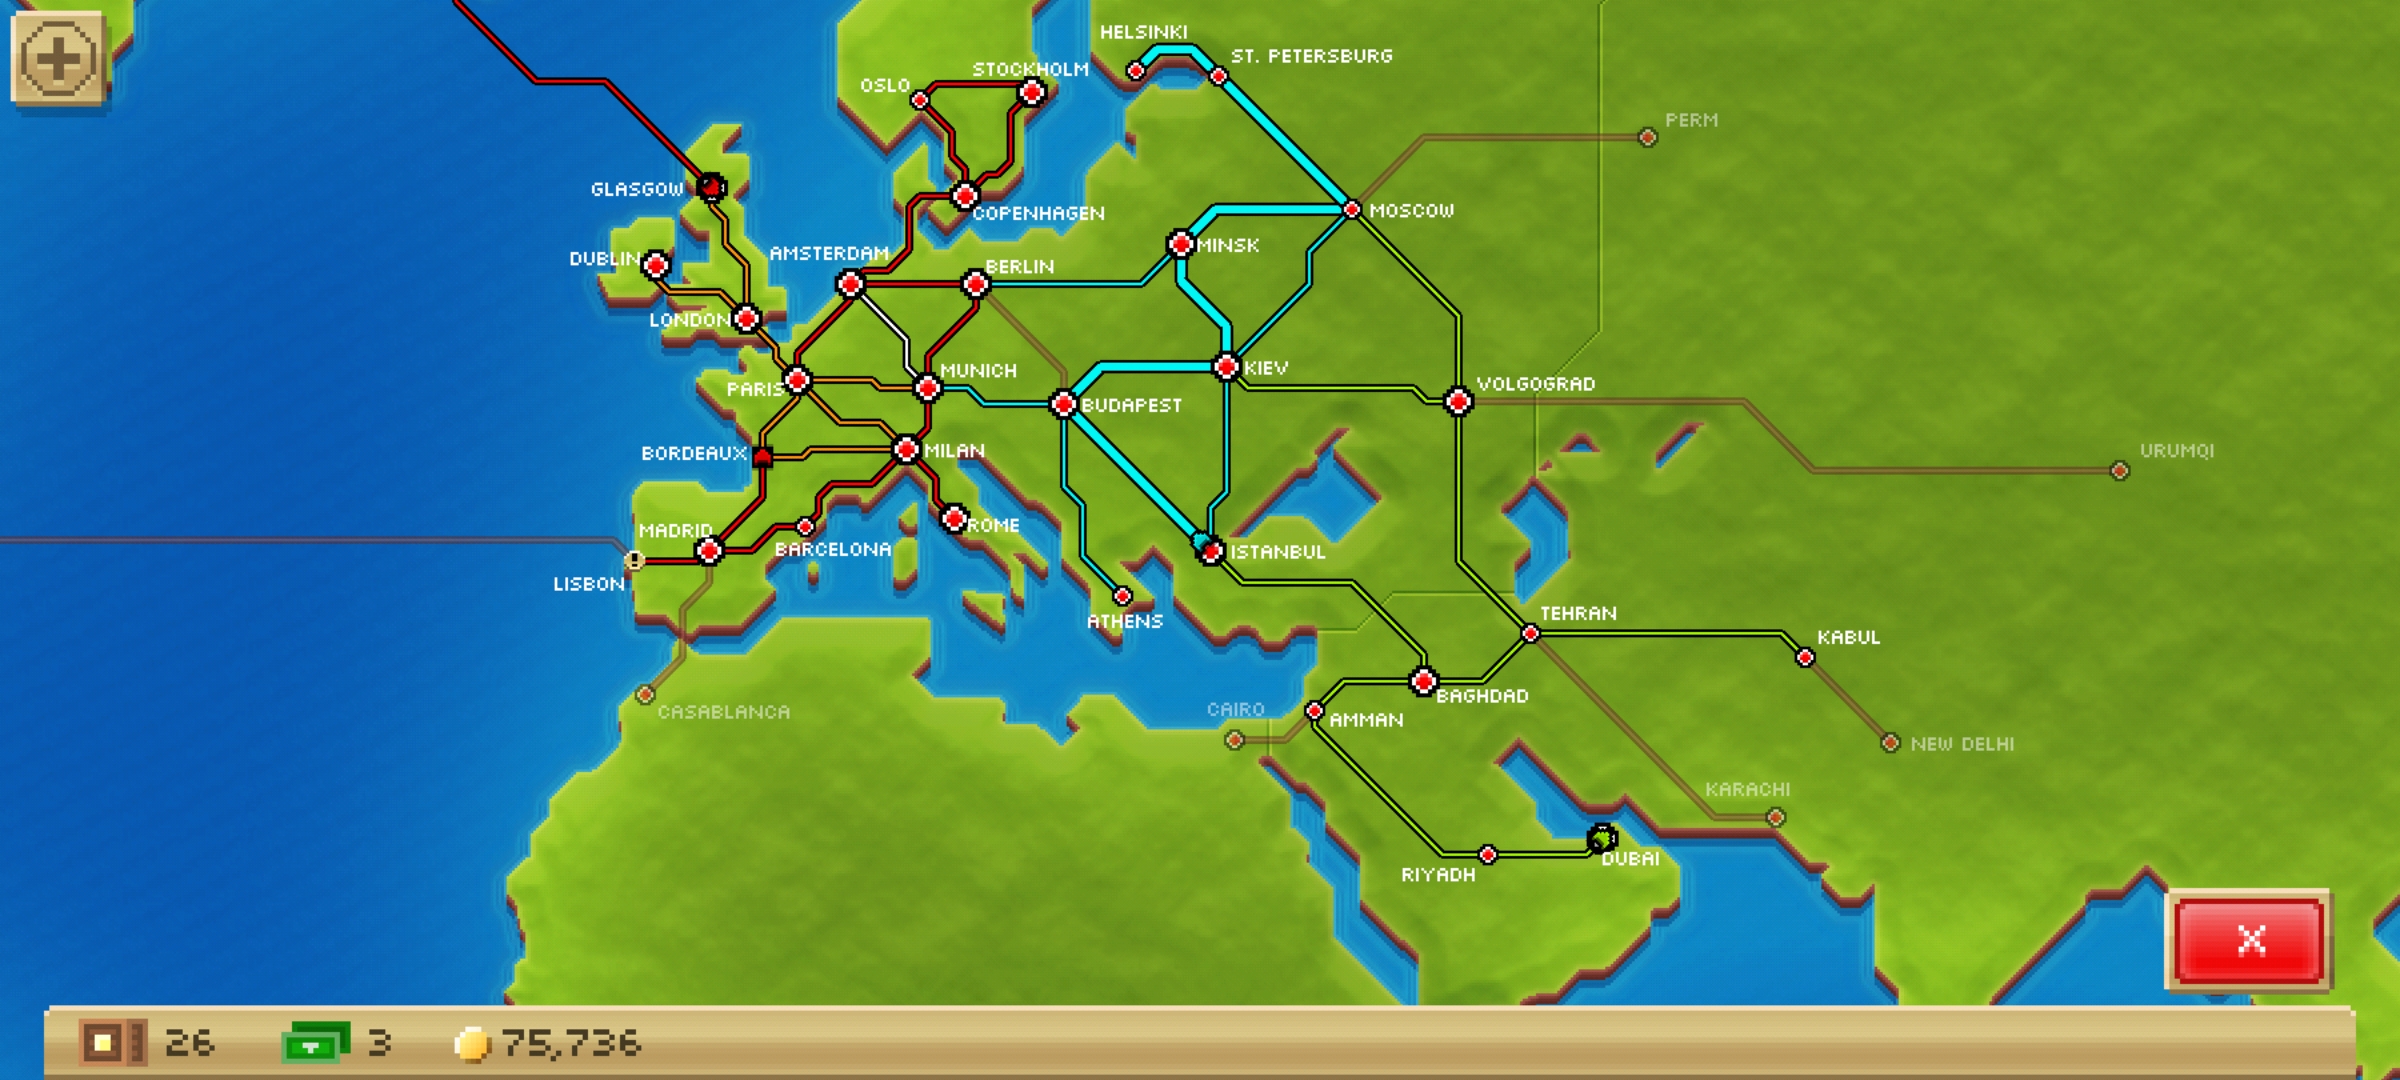 HELSINKI
ST. PETERSBURG
STOCKHOLM
OSLO
PERM
GLASGOW
COPENHAGEN
MOSCOW
MINSK
DUBLIN
AMSTERDAM
BERLIN
LONDON
MUNICH
KIEV
VOLGOGRAD
PARIS
BUDAPEST
BORDEAUX
MILAN
URUMQI
MADRID
ROME
BARCELONA
ISTANBUL
LISBON
ATHENS
TEHRAN
KABUL
BAGHDAD
CASABLANCA
CAIRO
AMMAN
NEW DELHI
KARACHI
DUBAI
RIYADH
X
26
3
75,736